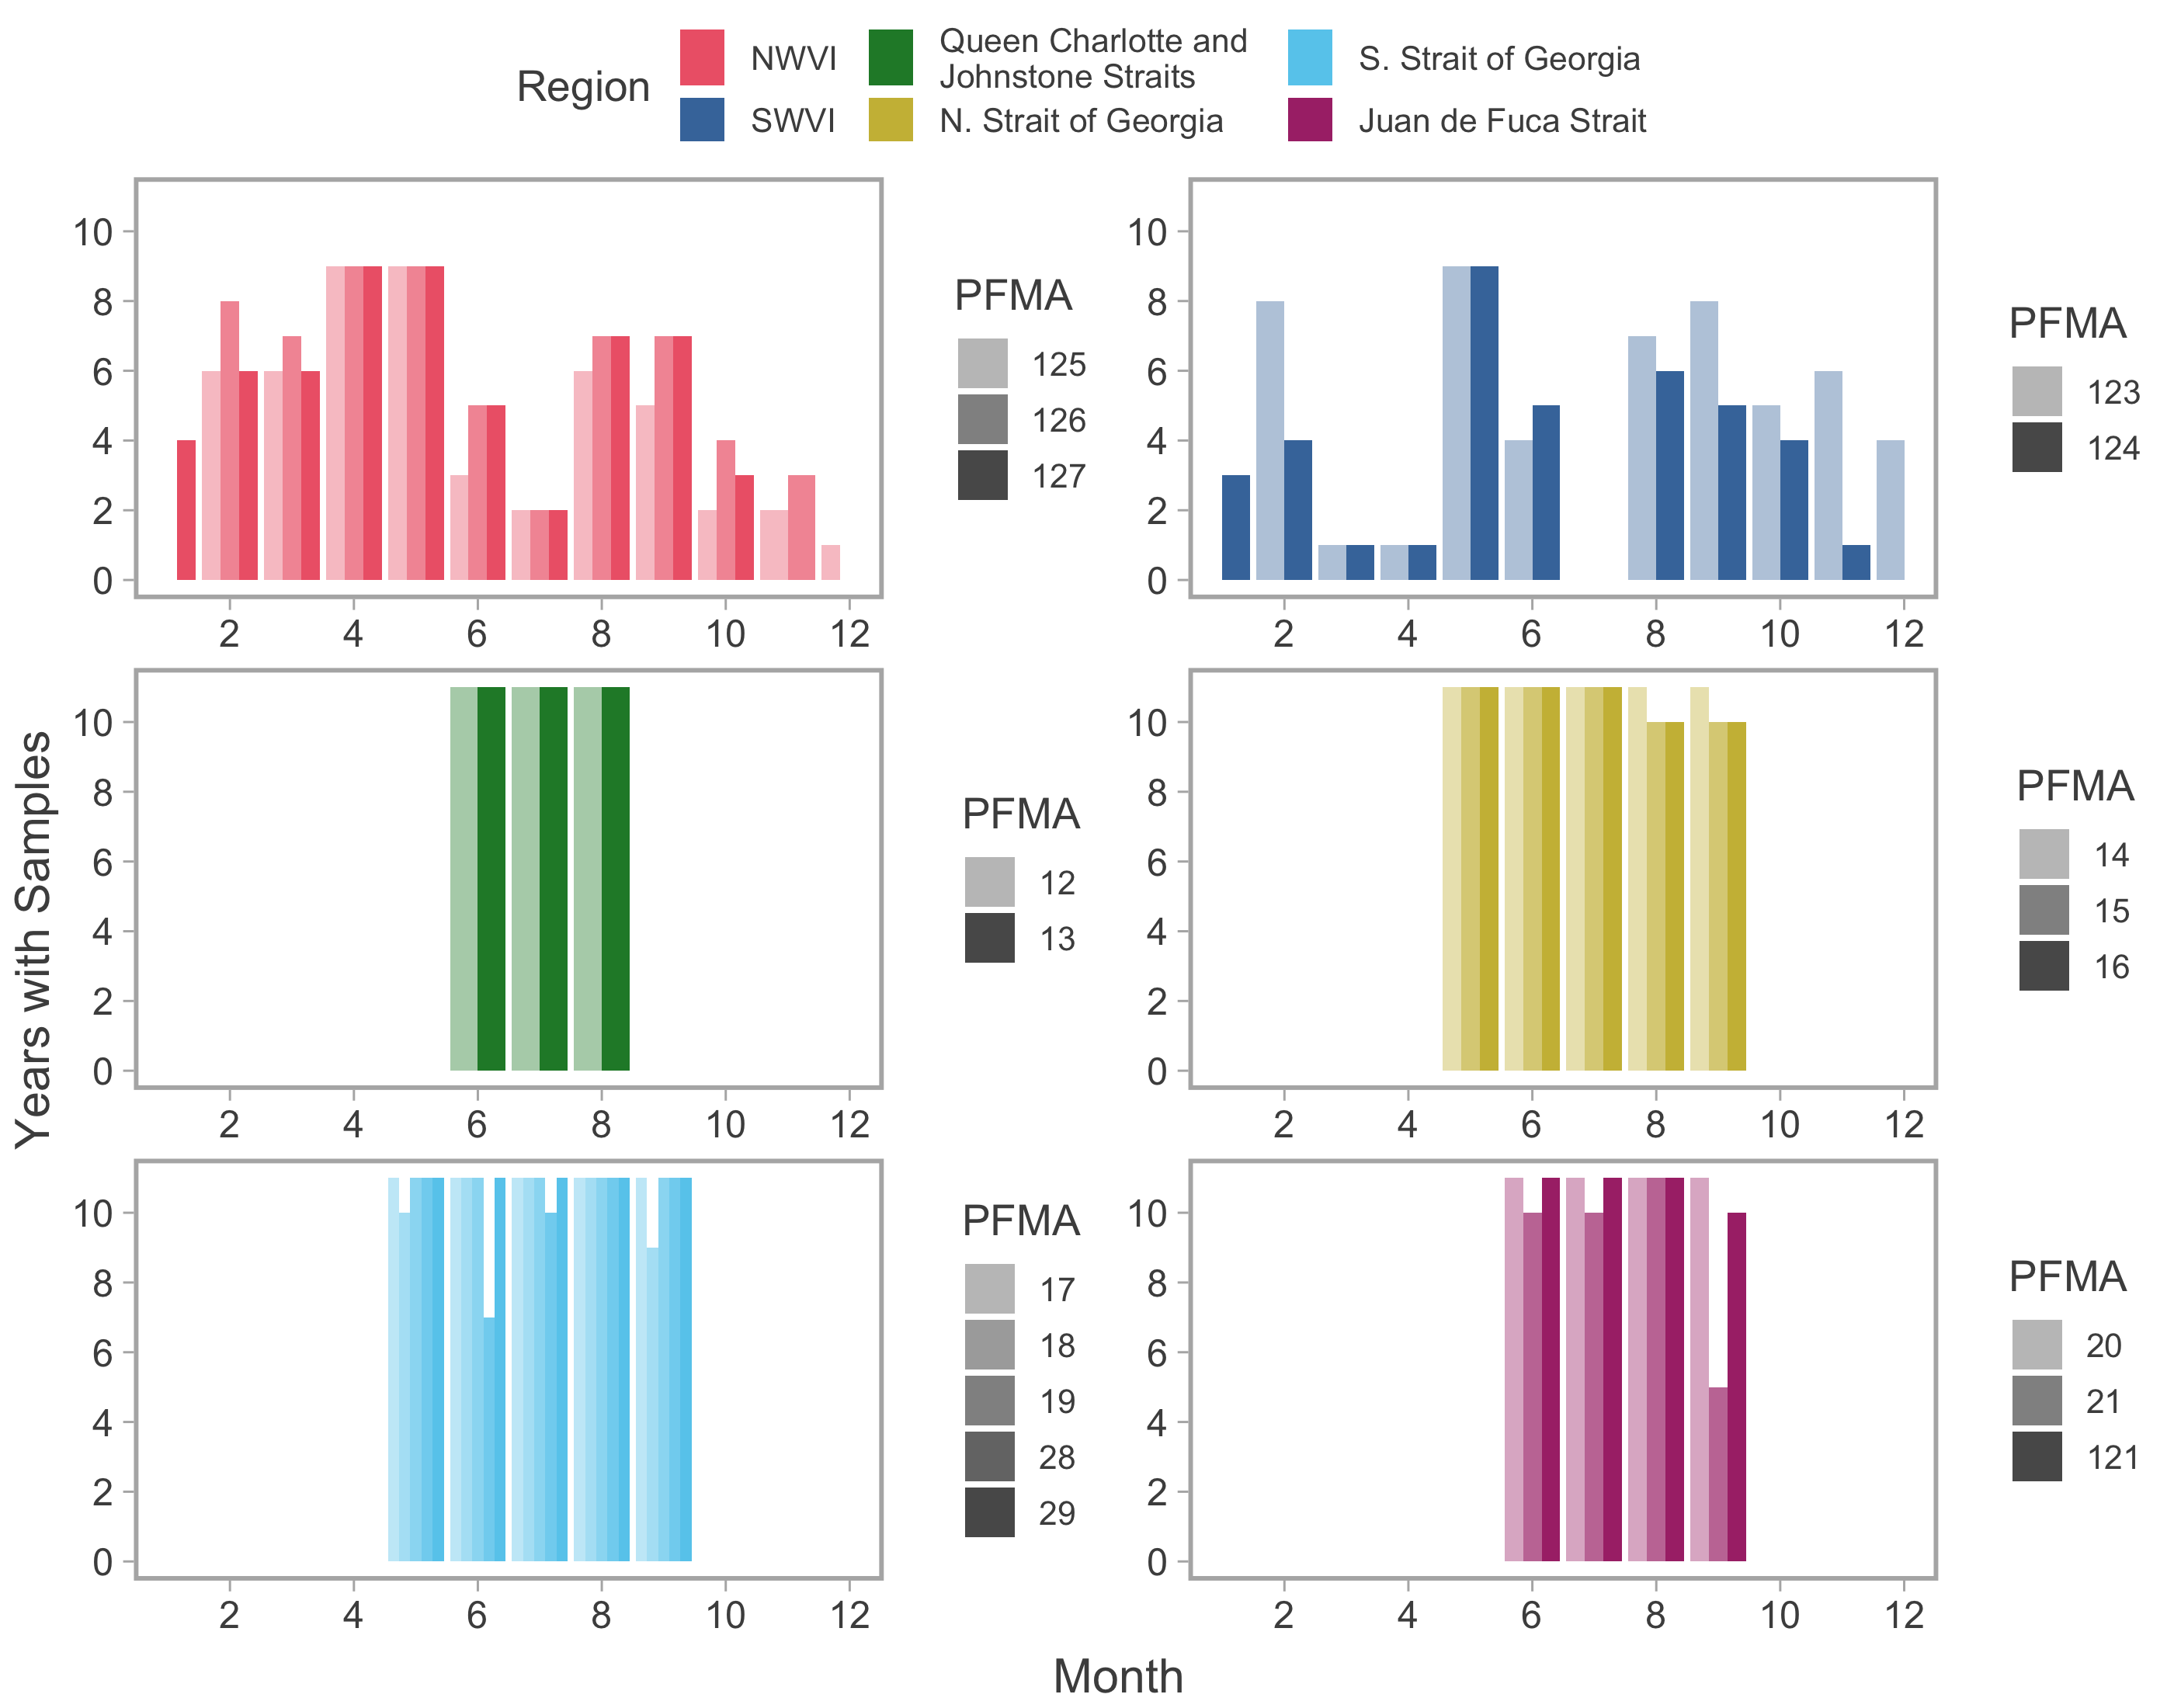 Region
NWVI
SWVI
Queen Charlotte and
Johnstone Straits
N. Strait of Georgia
S. Strait of Georgia
Juan de Fuca Strait
Years with Samples
10
8
6
4
2
0
2 4 6 8 10 12
PFMA
125
126
127
10
8
6
4
2
0
2 4 6 8 10 12
PFMA
123
124
10
8
6
4
2
0
2 4 6 8 10 12
PFMA
12
13
10
8
6
4
2
0
2 4 6 8 10 12
PFMA
14
15
16
10
8
6
4
2
0
2 4 6 8 10 12
PFMA
17
18
19
28
29
10
8
6
4
2
0
2 4 6 8 10 12
PFMA
20
21
121
Month